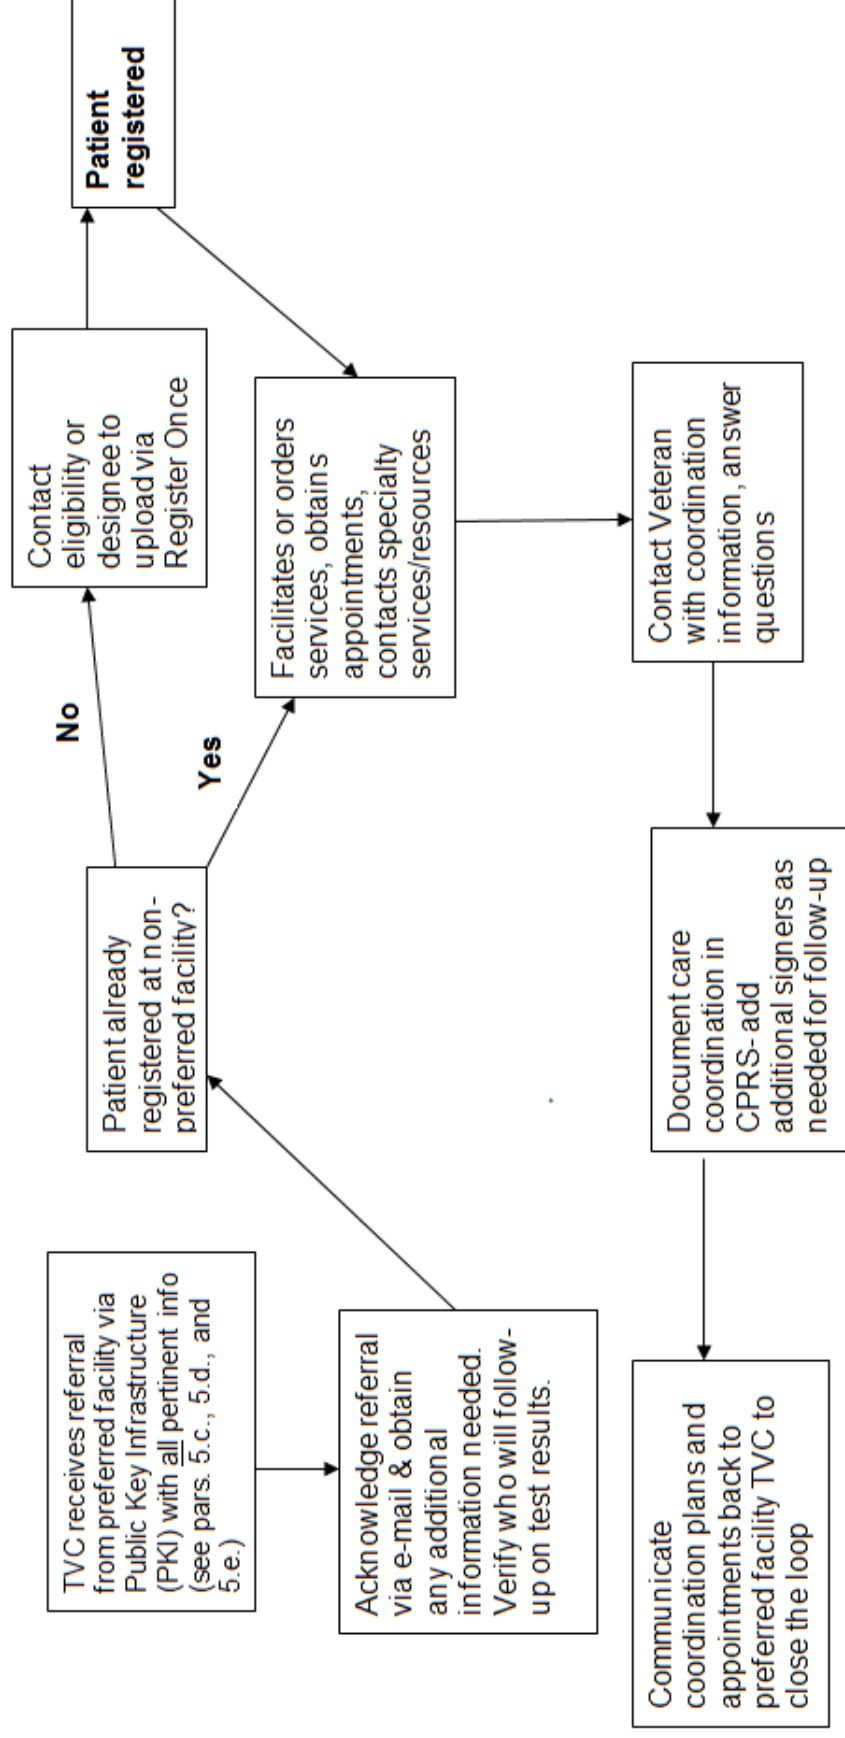 TVC receives referral
from preferred facility via
Public Key Infrastructure
(PKI) with all pertinent info
(see pars. 5.c., 5.d., and
5.e.)
Acknowledge referral
via e-mail & obtain
any additional
information needed.
Verify who will follow-
up on test results.
Patient already
registered at non-
preferred facility?
No
Yes
Contact
eligibility or
designee to
upload via
Register Once
Patient
registered
Facilitates or orders
services, obtains
appointments,
contacts specialty
services/resources
Contact Veteran
with coordination
information, answer
questions
Document care
coordination in
CPRS- add
additional signers as
needed for follow-up
Communicate
coordination plans and
appointments back to
preferred facility TVC to
close the loop